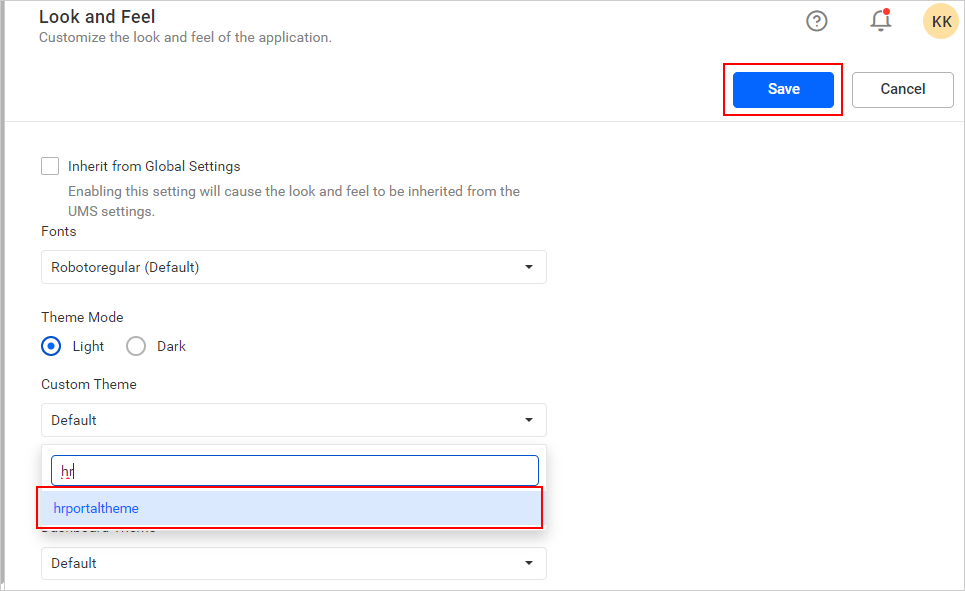 Look and Feel
Customize the look and feel of the application.
KK
Save
Cancel
Inherit from Global Settings
Enabling this setting will cause the look and feel to be inherited from the
UMS settings.
Fonts
Robotoregular (Default)
Theme Mode
Light
Dark
Custom Theme
Default
hr
hrportaltheme
Dashboard Theme
Default